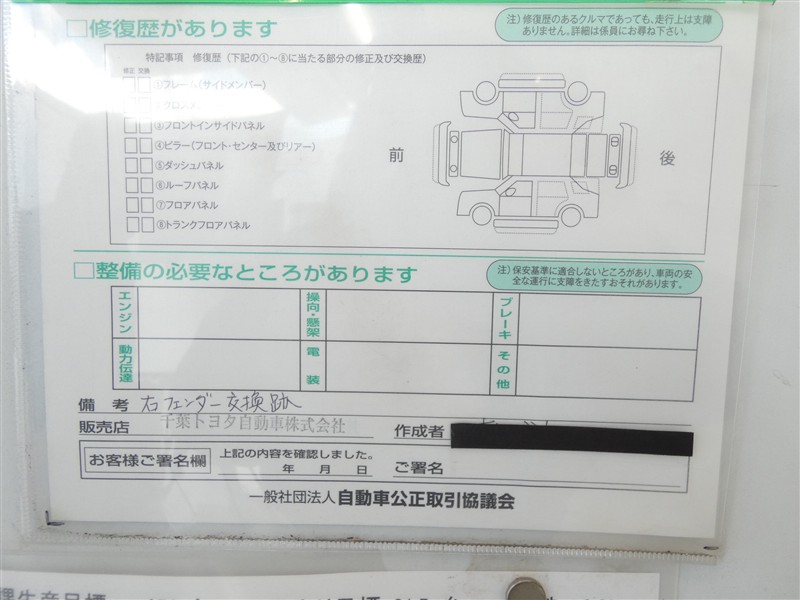 □修復歴があります
注) 修復歴のあるクルマであっても、走行上は支障
ありません。詳細は係員にお尋ね下さい。
特記事項 修復歴 (下記の①〜⑧に当たる部分の修正及び交換歴)
修正 交換
①フレーム(サイドメンバー)
③フロントインサイドパネル
④ピラー(フロント・センター及びリアー)
⑤ダッシュパネル
⑥ルーフパネル
⑦フロアパネル
⑧トランクフロアパネル
前
後
□整備の必要なところがあります
注) 保安基準に適合しないところがあり、車両の安
全な運行に支障をきたすおそれがあります。
エンジン
操向・懸架
ブレーキ
動力伝達
電装
その他
備考 右フェンダー交換跡
販売店 千葉トヨタ自動車株式会社 作成者
お客様ご署名欄
上記の内容を確認しました。
年 月 日 ご署名
一般社団法人 自動車公正取引協議会